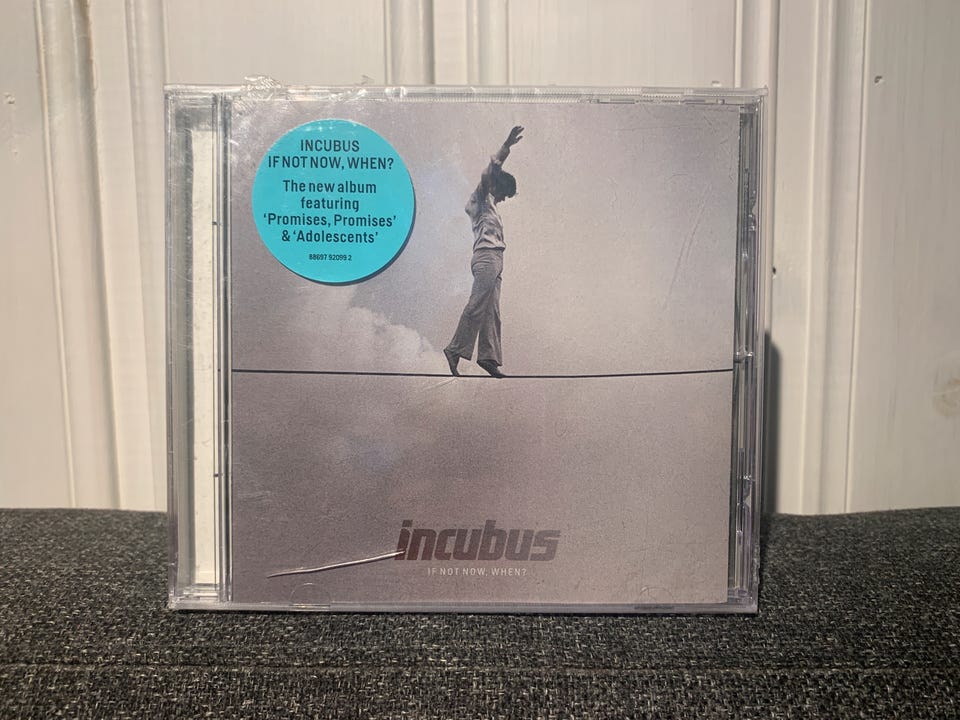 INCUBUS
IF NOT NOW, WHEN?
The new album
featuring
‘Promises, Promises’
& ‘Adolescents’
88697 92099 2
incubus
IF NOT NOW, WHEN?